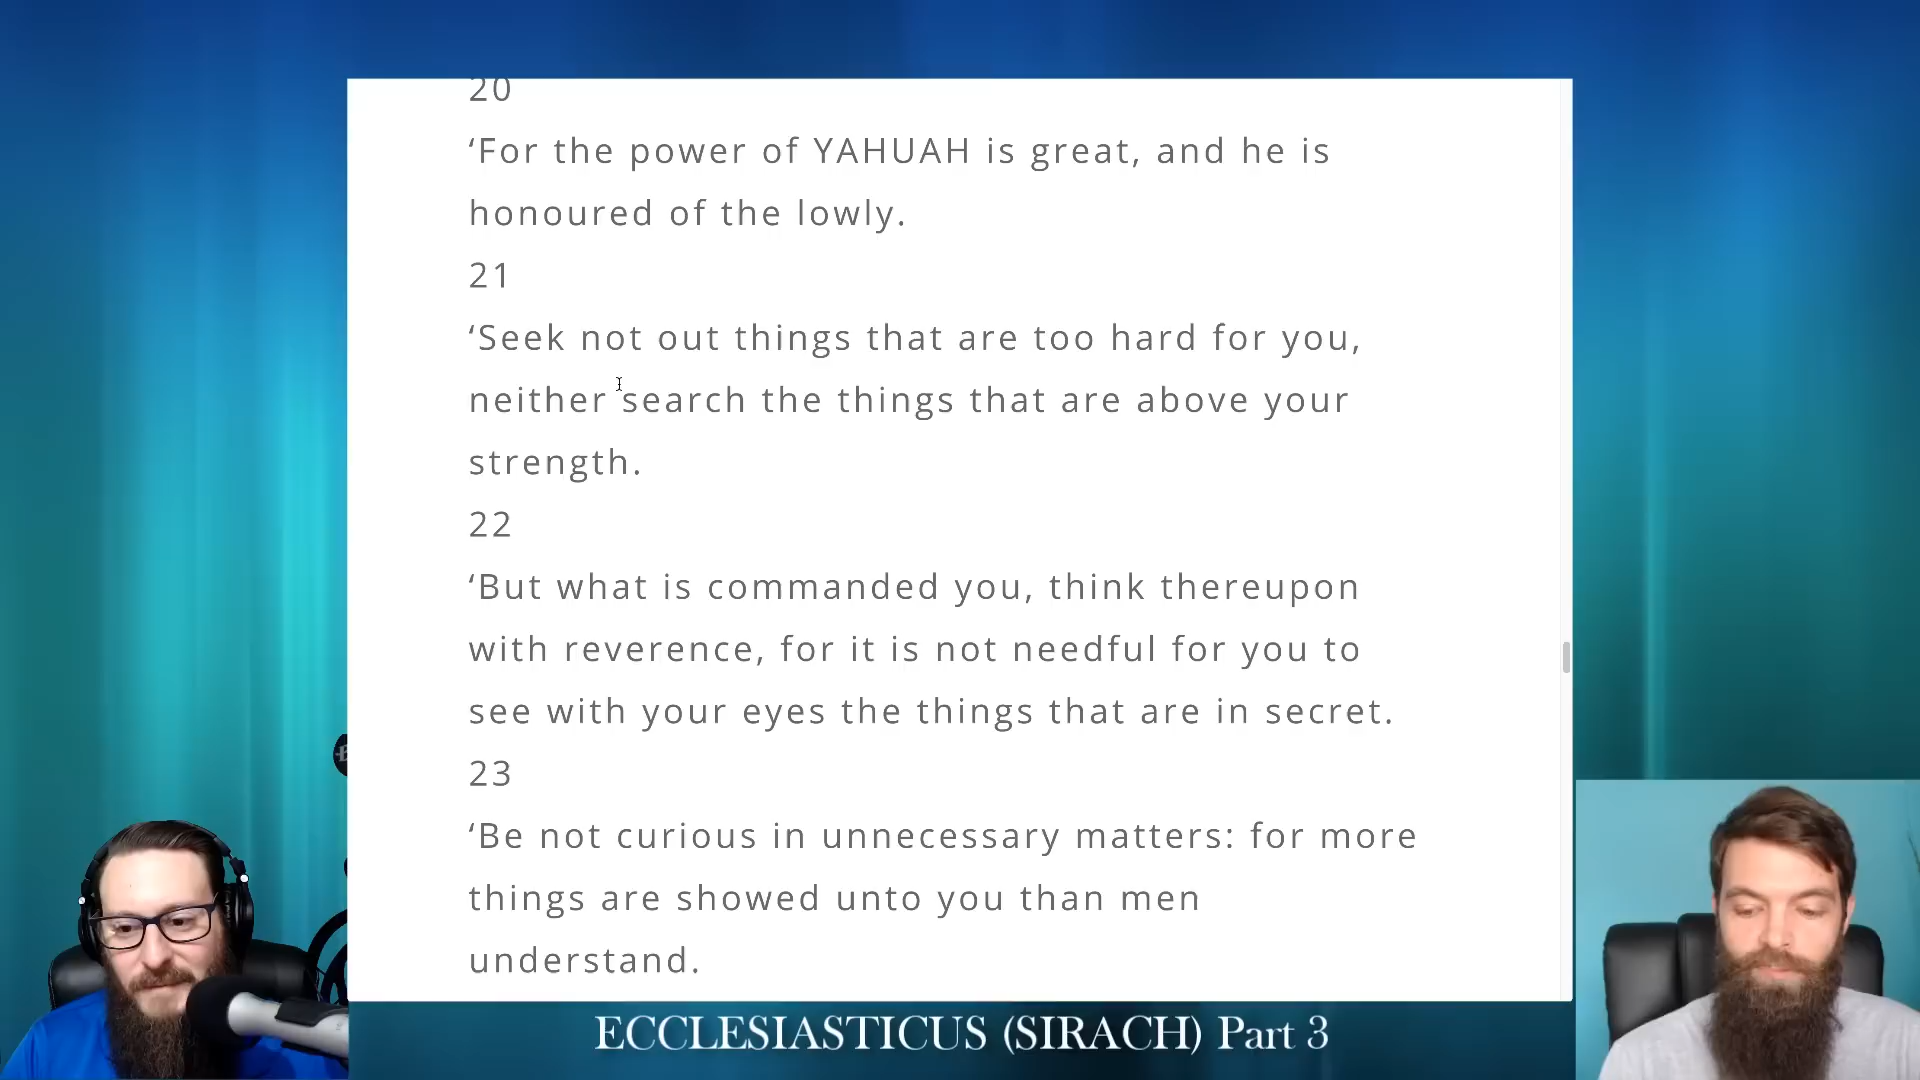 20
‘For the power of YAHUAH is great, and he is
honoured of the lowly.
21
‘Seek not out things that are too hard for you,
neither search the things that are above your
strength.
22
‘But what is commanded you, think thereupon
with reverence, for it is not needful for you to
see with your eyes the things that are in secret.
23
‘Be not curious in unnecessary matters: for more
things are showed unto you than men
understand.
ECCLESIASTICUS (SIRACH) Part 3